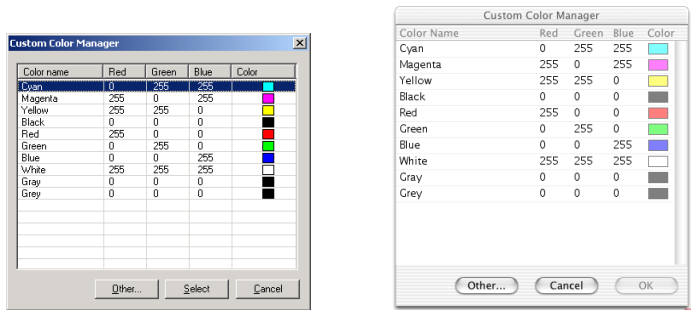 Custom Color Manager
Color name Red Green Blue Color
Cyan 0 255 255
Magenta 255 0 255
Yellow 255 255 0
Black 0 0 0
Red 255 0 0
Green 0 255 0
Blue 0 0 255
White 255 255 255
Gray 0 0 0
Grey 0 0 0
Other... Select Cancel
Custom Color Manager
Color Name Red Green Blue Color
Cyan 0 255 255
Magenta 255 0 255
Yellow 255 255 0
Black 0 0 0
Red 255 0 0
Green 0 255 0
Blue 0 0 255
White 255 255 255
Gray 0 0 0
Grey 0 0 0
Other... Cancel OK